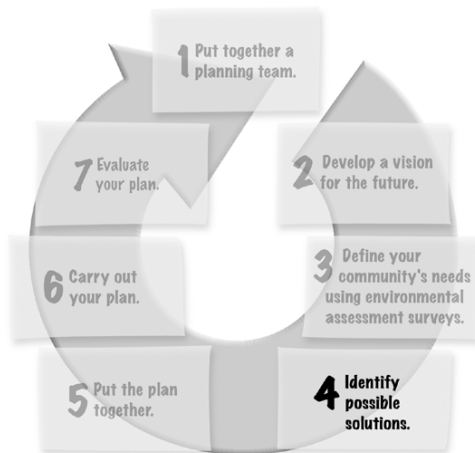 1 Put together a
planning team.
2 Develop a vision
for the future.
3 Define your
community's needs
using environmental
assessment surveys.
4 Identify
possible
solutions.
5 Put the plan
together.
6 Carry out
your plan.
7 Evaluate
your plan.